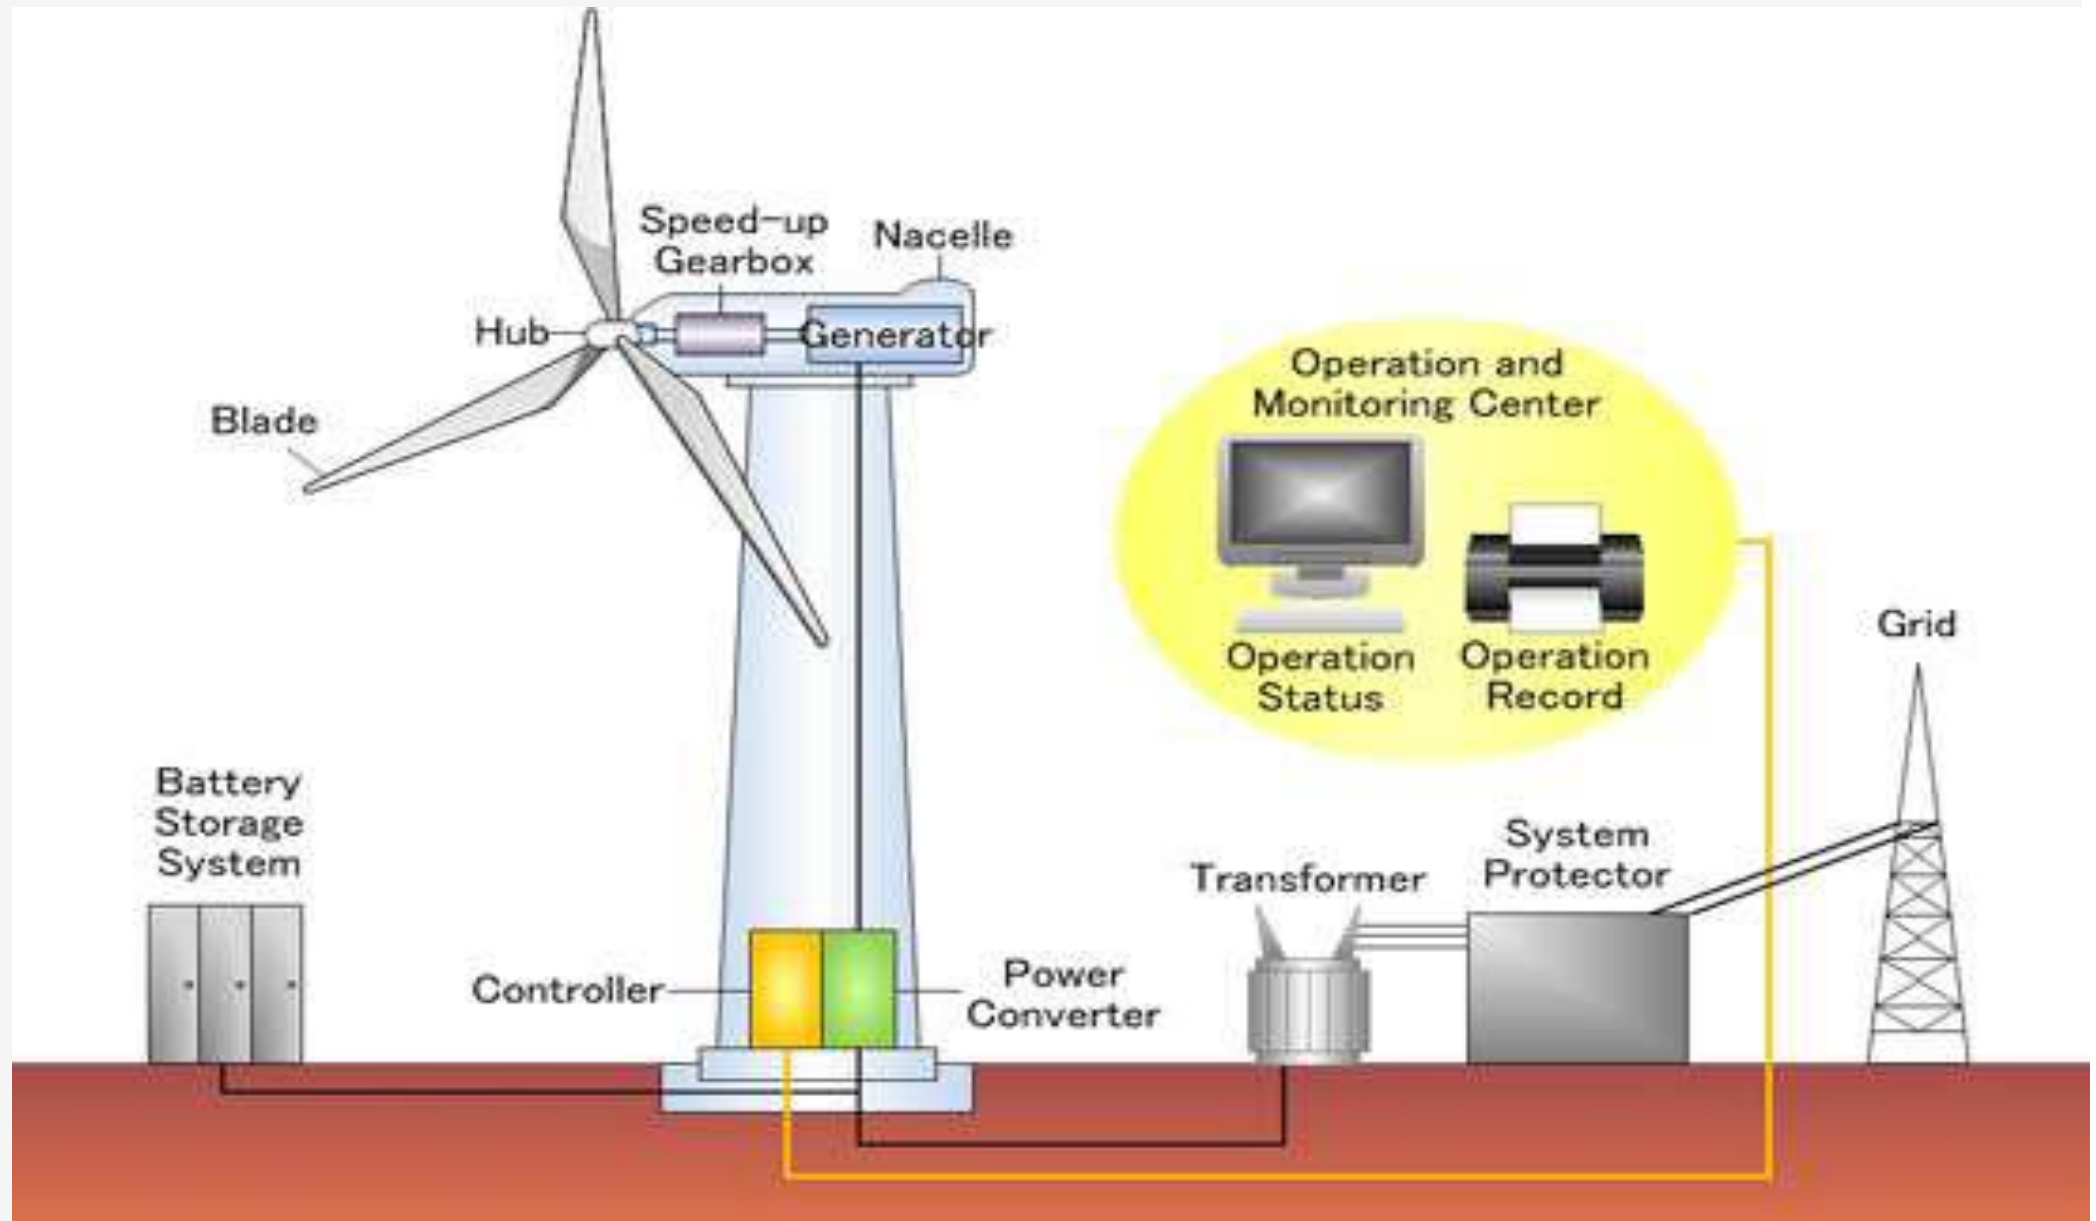 Speed-up
Gearbox
Nacelle
Hub
Generator
Blade
Operation and
Monitoring Center
Operation
Status
Operation
Record
Grid
Battery
Storage
System
System
Protector
Transformer
Controller
Power
Converter